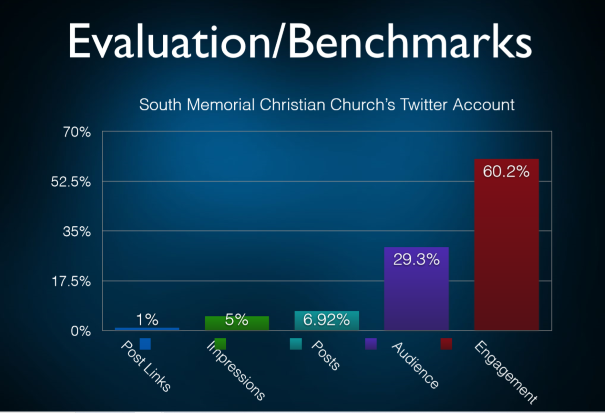 Evaluation/Benchmarks
South Memorial Christian Church's Twitter Account
70%
52.5%
35%
17.5%
0%
1%
5%
6.92%
29.3%
60.2%
Post Links
Impressions
Posts
Audience
Engagement